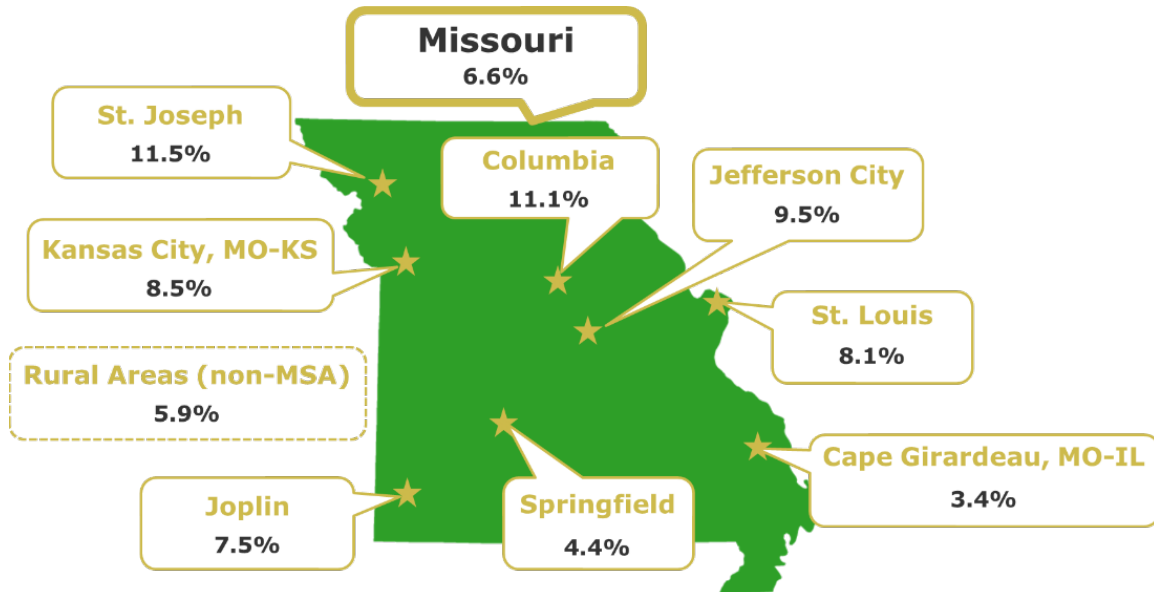 Missouri
6.6%
St. Joseph
11.5%
Columbia
11.1%
Jefferson City
9.5%
Kansas City, MO-KS
8.5%
St. Louis
8.1%
Rural Areas (non-MSA)
5.9%
Cape Girardeau, MO-IL
3.4%
Joplin
7.5%
Springfield
4.4%